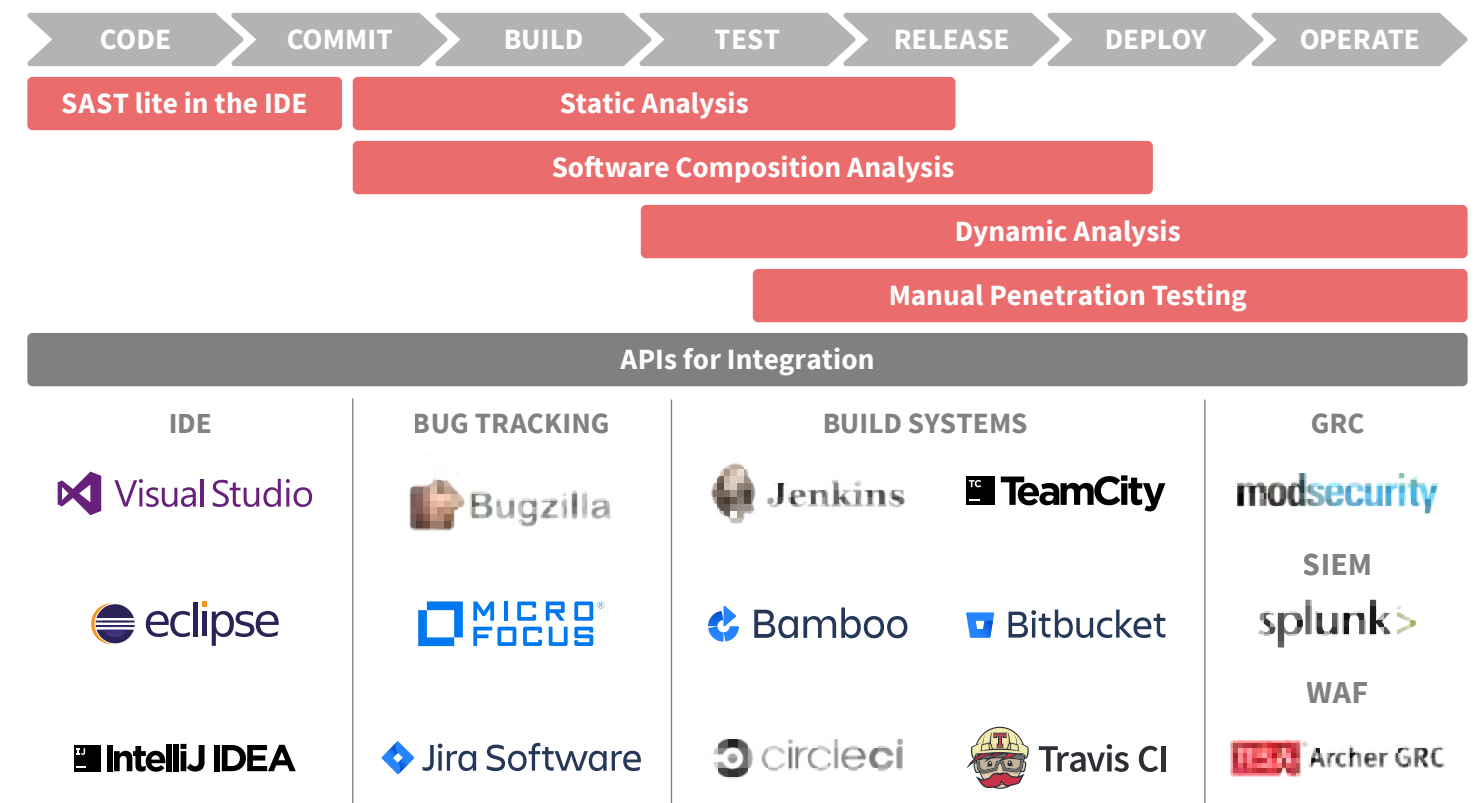 CODE COMMIT BUILD TEST RELEASE DEPLOY OPERATE
SAST lite in the IDE Static Analysis
Software Composition Analysis
Dynamic Analysis
Manual Penetration Testing
APIs for Integration
IDE BUG TRACKING BUILD SYSTEMS GRC
Visual Studio Bugzilla Jenkins TC TeamCity modsecurity
SIEM
eclipse MICRO FOCUS® Bamboo Bitbucket splunk>
WAF
IJ IntelliJ IDEA Jira Software circleci T Travis CI Archer GRC